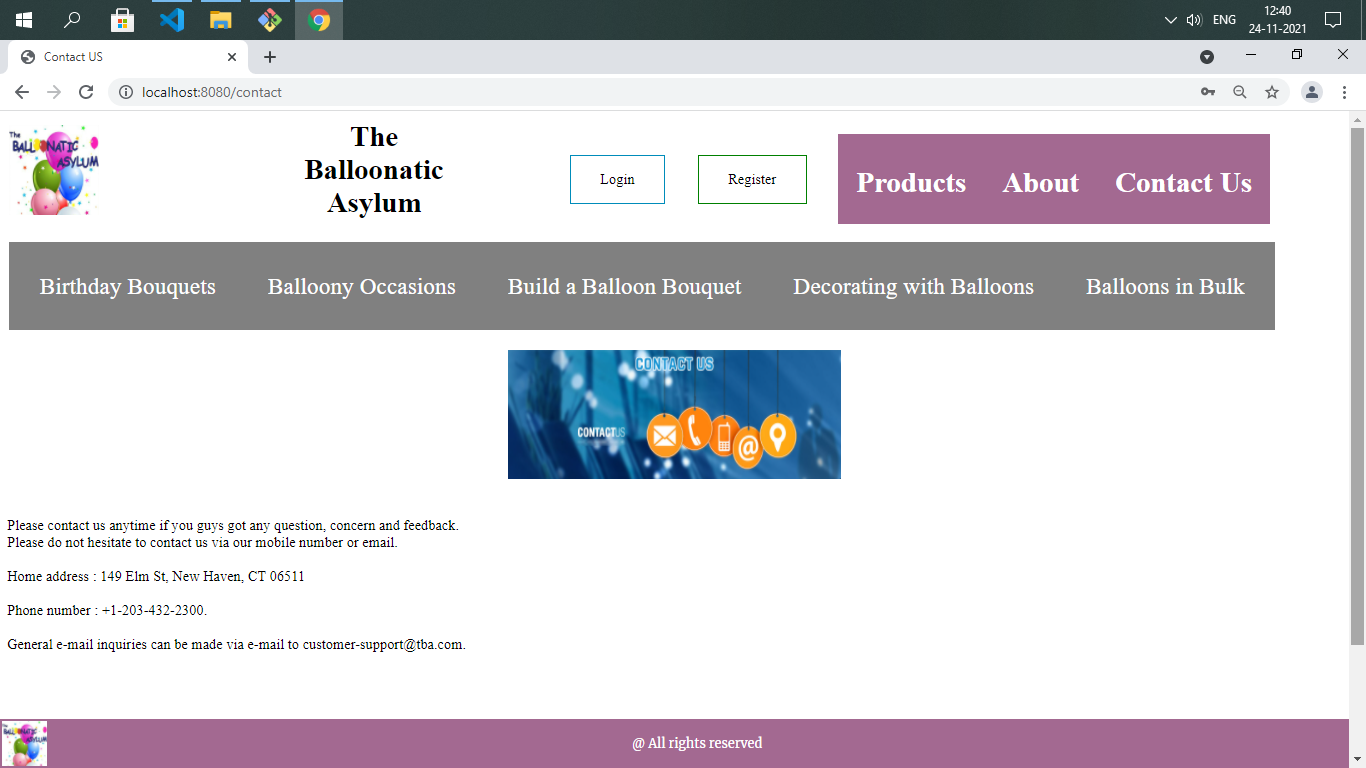 ENG
12:40
24-11-2021
Contact US
localhost:8080/contact
The
BALLOONATIC
ASYLUM
The
Balloonatic
Asylum
Login
Register
Products
About
Contact Us
Birthday Bouquets
Balloony Occasions
Build a Balloon Bouquet
Decorating with Balloons
Balloons in Bulk
CONTACT US
CONTACTUS
@
Please contact us anytime if you guys got any question, concern and feedback.
Please do not hesitate to contact us via our mobile number or email.
Home address : 149 Elm St, New Haven, CT 06511
Phone number : +1-203-432-2300.
General e-mail inquiries can be made via e-mail to customer-support@tba.com.
The
BALLOONATIC
ASYLUM
@ All rights reserved